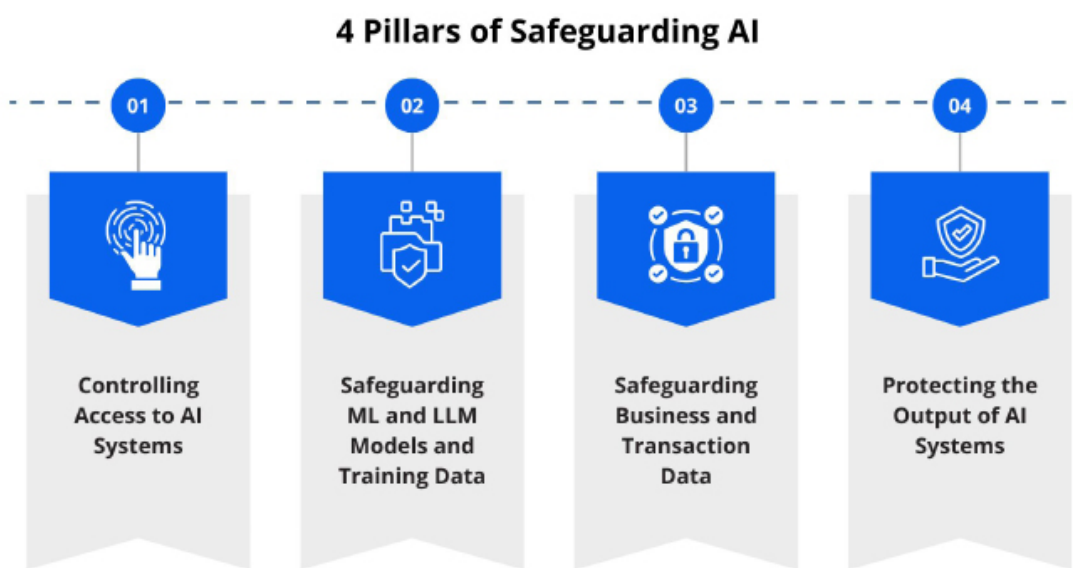 4 Pillars of Safeguarding AI
01
02
03
04
Controlling
Access to AI
Systems
Safeguarding
ML and LLM
Models and
Training Data
Safeguarding
Business and
Transaction
Data
Protecting the
Output of AI
Systems